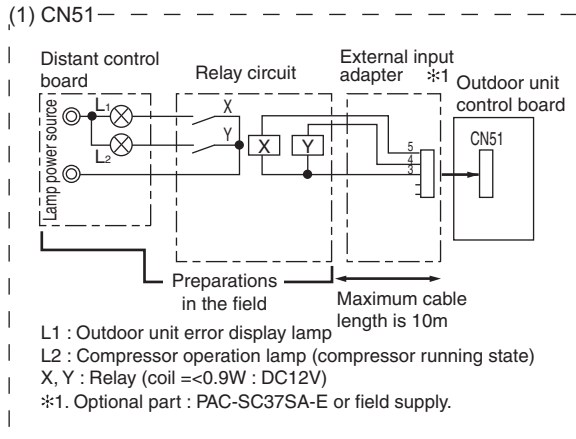 (1) CN51
Distant control
board
Relay circuit
External input
adapter ✻1
Outdoor unit
control board
Lamp power source
L1
L2
X
Y
X
Y
5
4
3
CN51
Preparations
in the field
Maximum cable
length is 10m
L1 : Outdoor unit error display lamp
L2 : Compressor operation lamp (compressor running state)
X, Y : Relay (coil =<0.9W : DC12V)
✻1. Optional part : PAC-SC37SA-E or field supply.